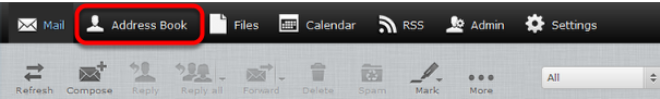 Mail Address Book Files Calendar RSS Admin Settings
Refresh Compose Reply Reply all Forward Delete Spam Mark More All